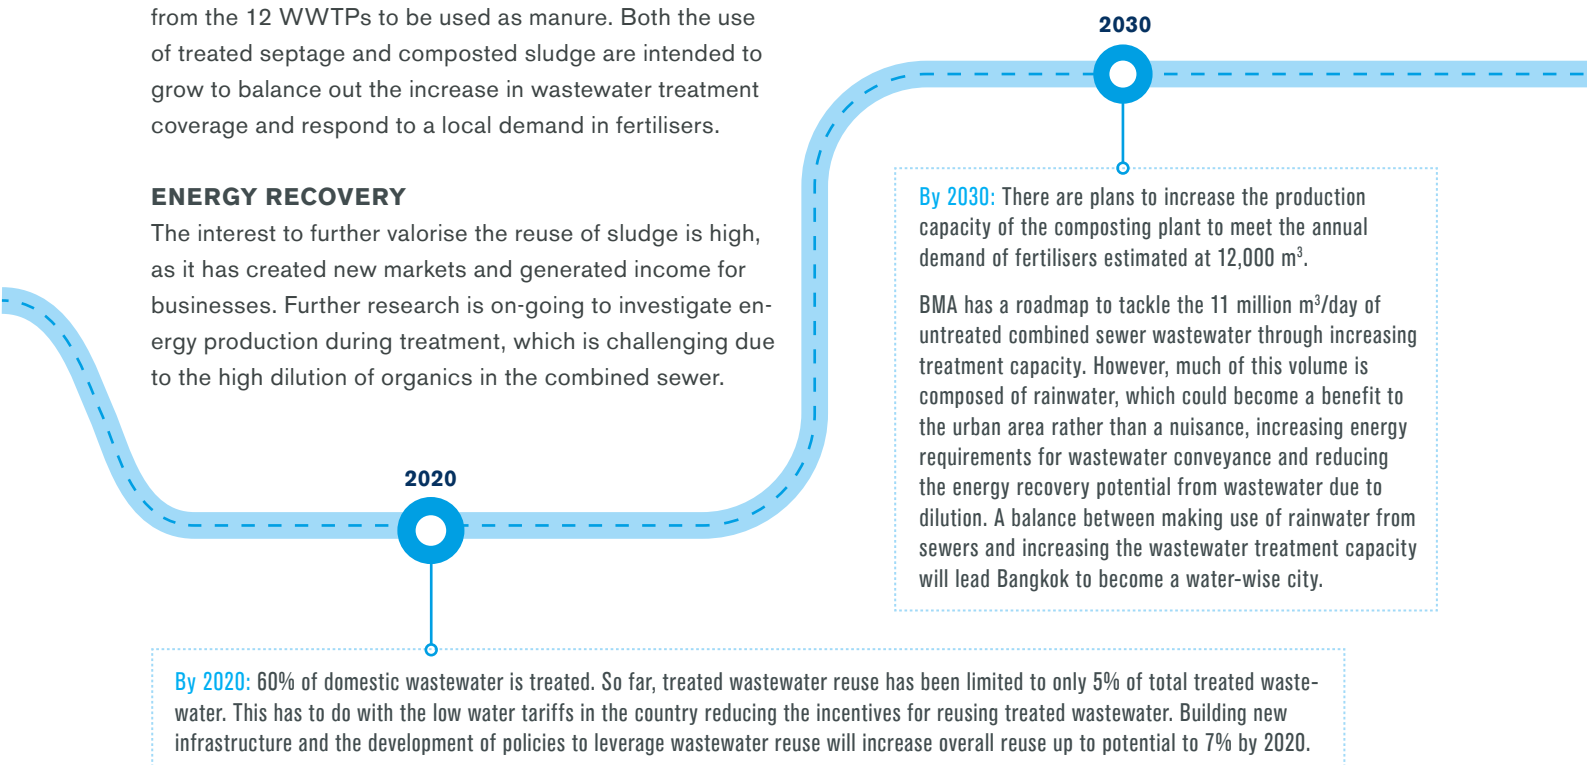 from the 12 WWTPs to be used as manure. Both the use
of treated septage and composted sludge are intended to
grow to balance out the increase in wastewater treatment
coverage and respond to a local demand in fertilisers.
ENERGY RECOVERY
The interest to further valorise the reuse of sludge is high,
as it has created new markets and generated income for
businesses. Further research is on-going to investigate en-
ergy production during treatment, which is challenging due
to the high dilution of organics in the combined sewer.
2020
By 2020: 60% of domestic wastewater is treated. So far, treated wastewater reuse has been limited to only 5% of total treated waste-
water. This has to do with the low water tariffs in the country reducing the incentives for reusing treated wastewater. Building new
infrastructure and the development of policies to leverage wastewater reuse will increase overall reuse up to potential to 7% by 2020.
2030
By 2030: There are plans to increase the production
capacity of the composting plant to meet the annual
demand of fertilisers estimated at 12,000 m³.
BMA has a roadmap to tackle the 11 million m³/day of
untreated combined sewer wastewater through increasing
treatment capacity. However, much of this volume is
composed of rainwater, which could become a benefit to
the urban area rather than a nuisance, increasing energy
requirements for wastewater conveyance and reducing
the energy recovery potential from wastewater due to
dilution. A balance between making use of rainwater from
sewers and increasing the wastewater treatment capacity
will lead Bangkok to become a water-wise city.